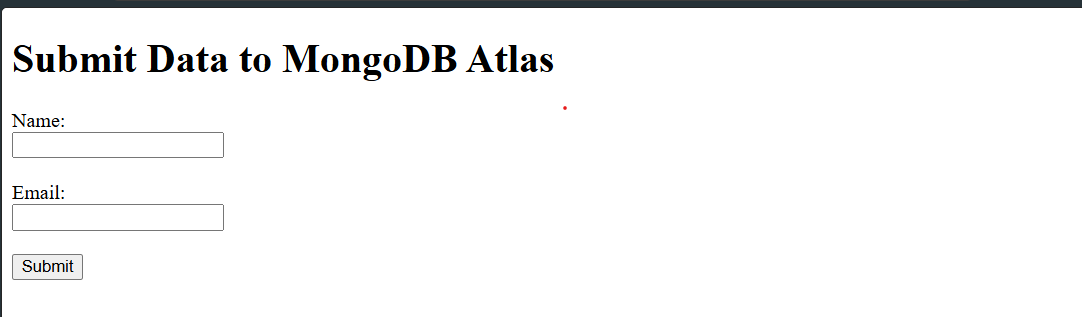 Submit Data to MongoDB Atlas
Name:
Email:
Submit